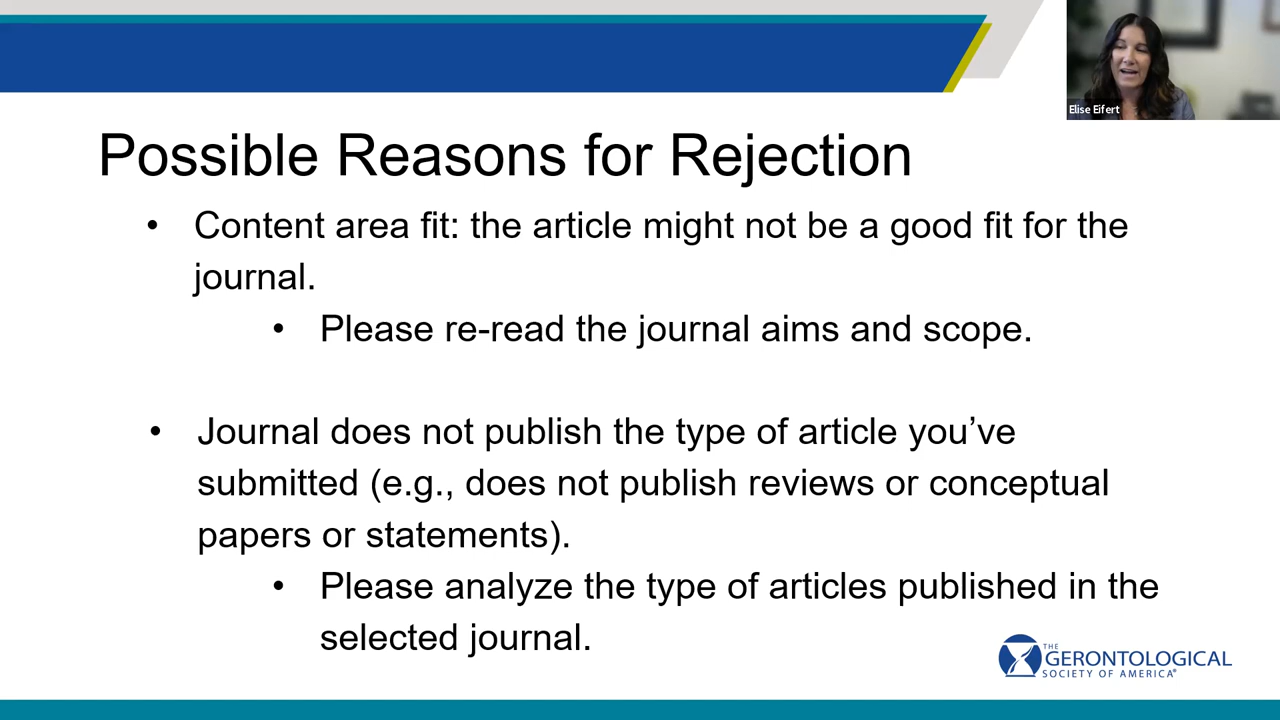 Elise Eifert
Possible Reasons for Rejection
• Content area fit: the article might not be a good fit for the
journal.
• Please re-read the journal aims and scope.
• Journal does not publish the type of article you’ve
submitted (e.g., does not publish reviews or conceptual
papers or statements).
• Please analyze the type of articles published in the
selected journal.
THE
GERONTOLOGICAL
SOCIETY OF AMERICA®